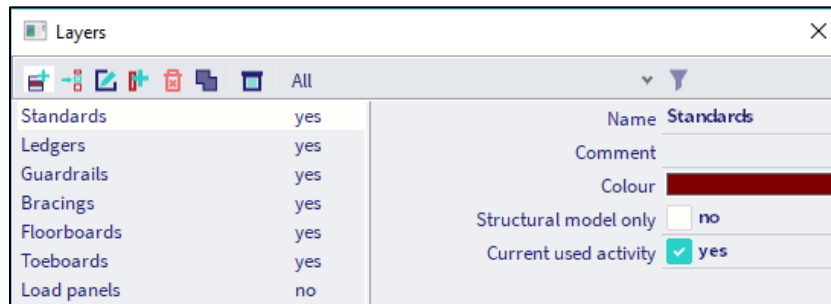 Layers
All
Standards yes
Ledgers yes
Guardrails yes
Bracings yes
Floorboards yes
Toeboards yes
Load panels no
Name Standards
Comment
Colour
Structural model only no
Current used activity yes